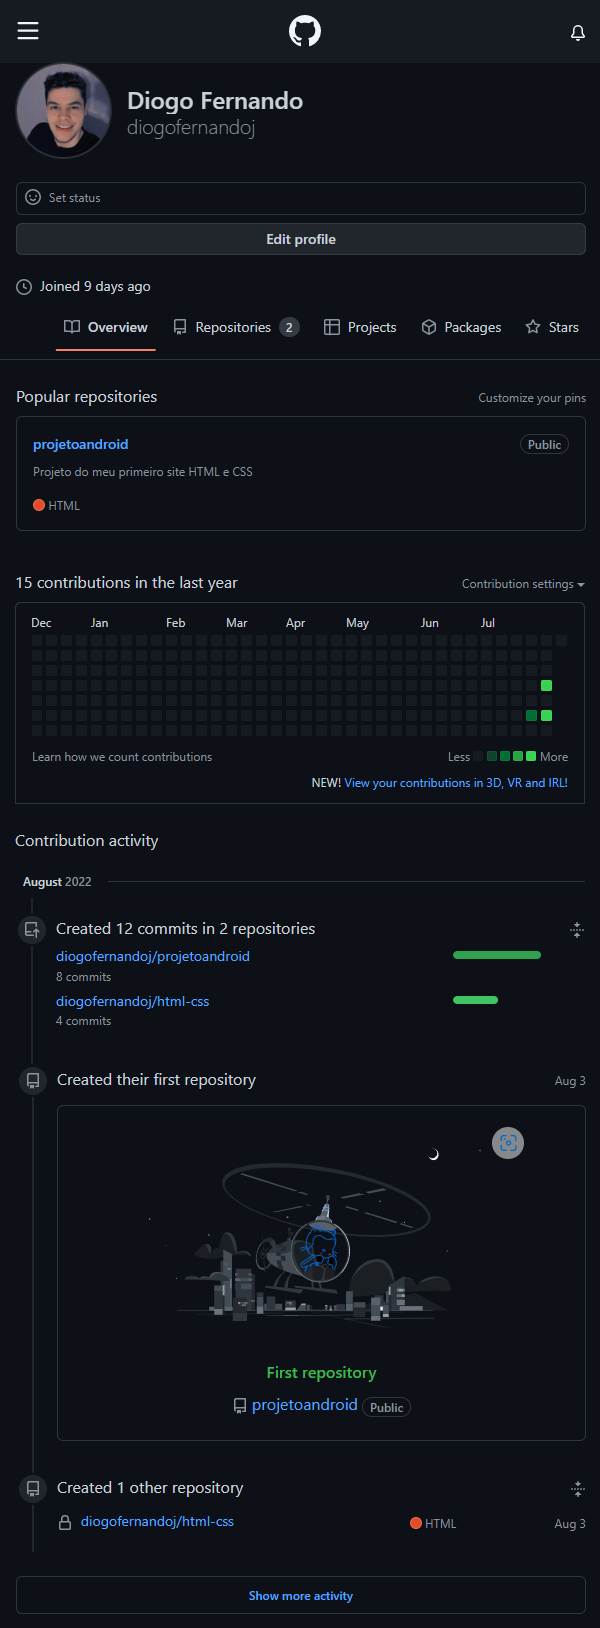 Diogo Fernando
diogofernandoj
Set status
Edit profile
Joined 9 days ago
Overview Repositories 2 Projects Packages Stars
Popular repositories Customize your pins
projetoandroid Public
Projeto do meu primeiro site HTML e CSS
HTML
15 contributions in the last year Contribution settings
Dec Jan Feb Mar Apr May Jun Jul
Learn how we count contributions Less More
NEW! View your contributions in 3D, VR and IRL!
Contribution activity
August 2022
Created 12 commits in 2 repositories
diogofernandoj/projetoandroid
8 commits
diogofernandoj/html-css
4 commits
Created their first repository Aug 3
First repository
projetoandroid Public
Created 1 other repository
diogofernandoj/html-css HTML Aug 3
Show more activity